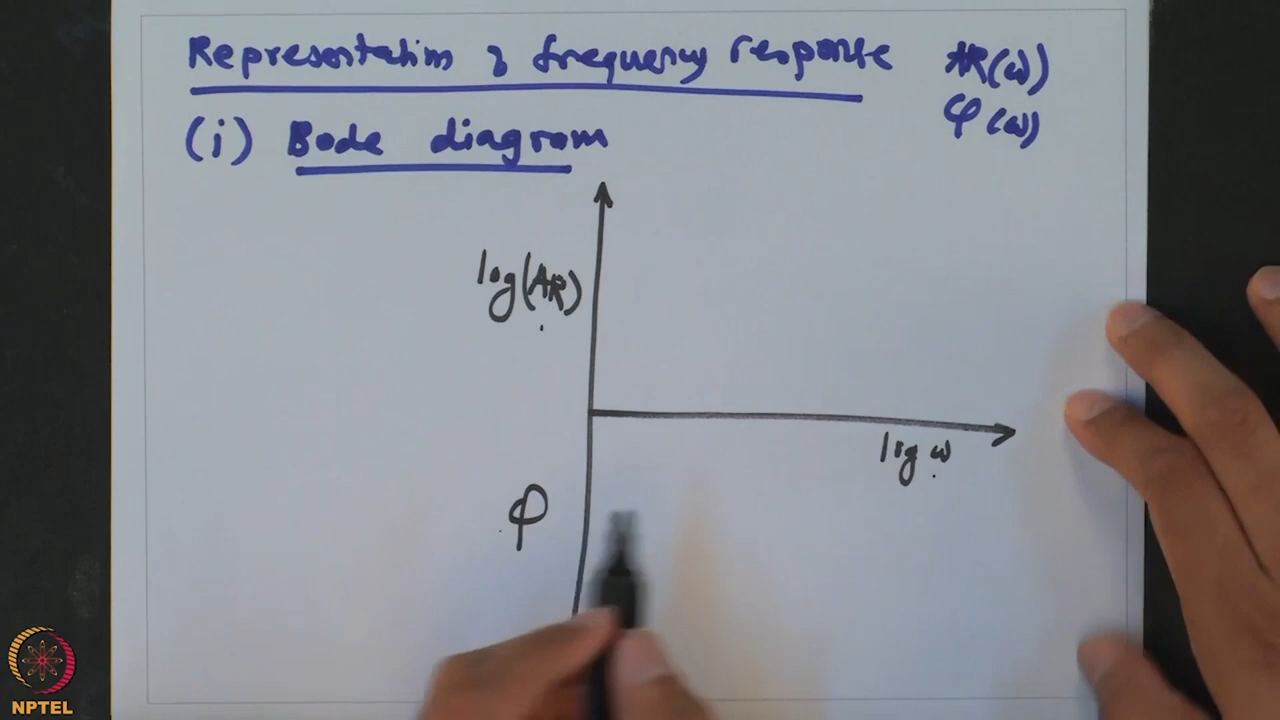 Representation of frequency response AR(ω)
φ(ω)
(i) Bode diagram
log(AR)
log ω
φ
NPTEL